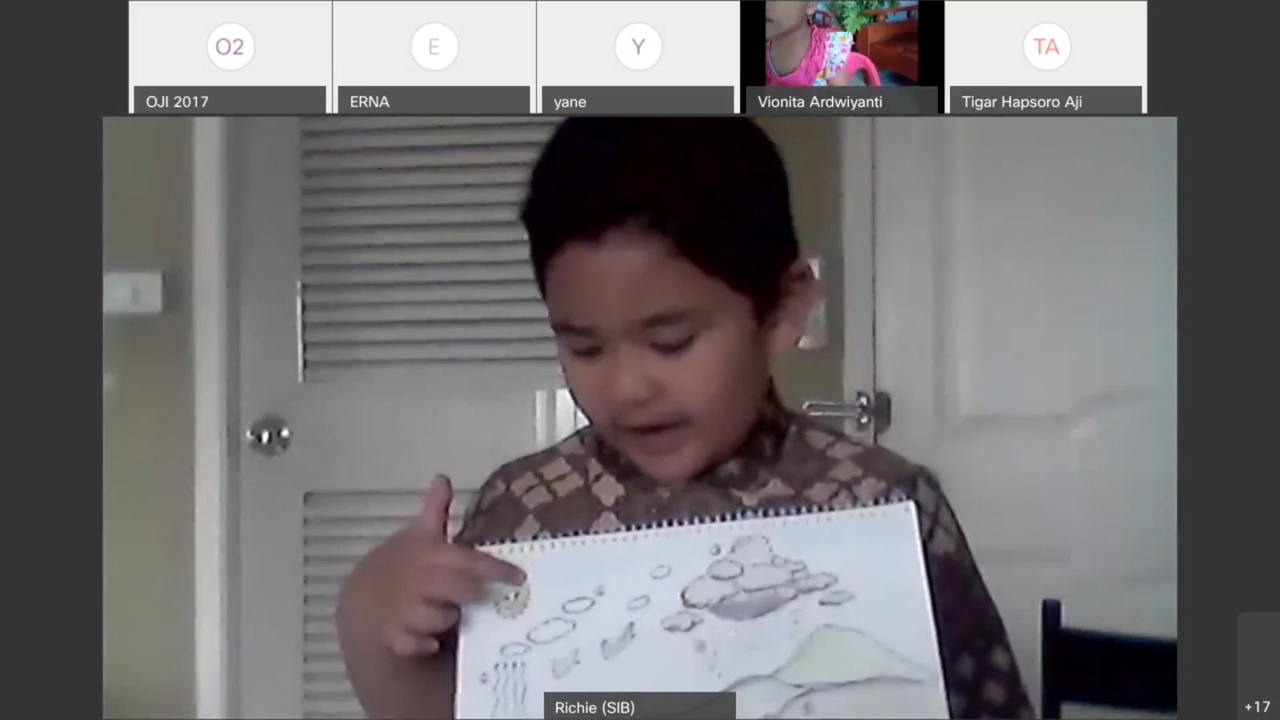 O2
E
Y
TA
OJI 2017
ERNA
yane
Vionita Ardwiyanti
Tigar Hapsoro Aji
Richie (SIB)
+17